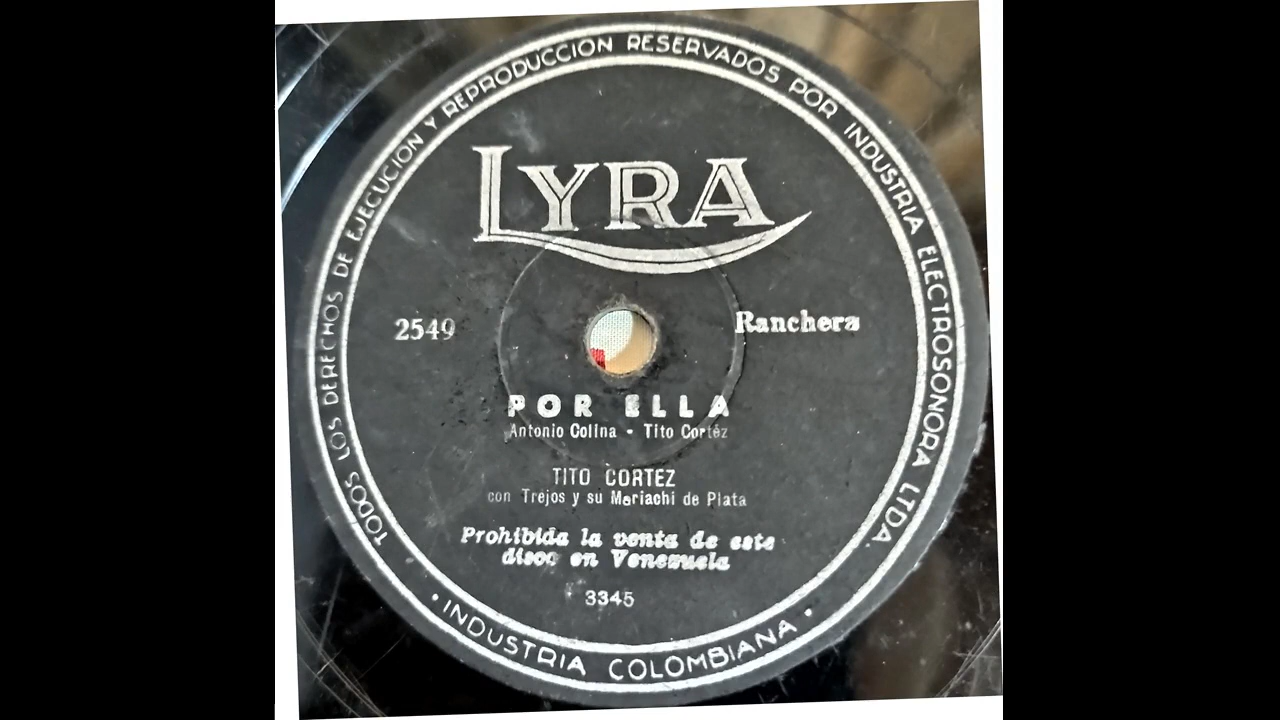 TODOS LOS DERECHOS DE EJECUCION Y REPRODUCCION RESERVADOS POR INDUSTRIA ELECTROSONORA LTDA.
LYRA
2549
Ranchera
POR ELLA
Antonio Colina - Tito Cortéz
TITO CORTEZ
con Trejos y su Mariachi de Plata
Prohibida la venta de este
disco en Venezuela
3345
• INDUSTRIA COLOMBIANA •